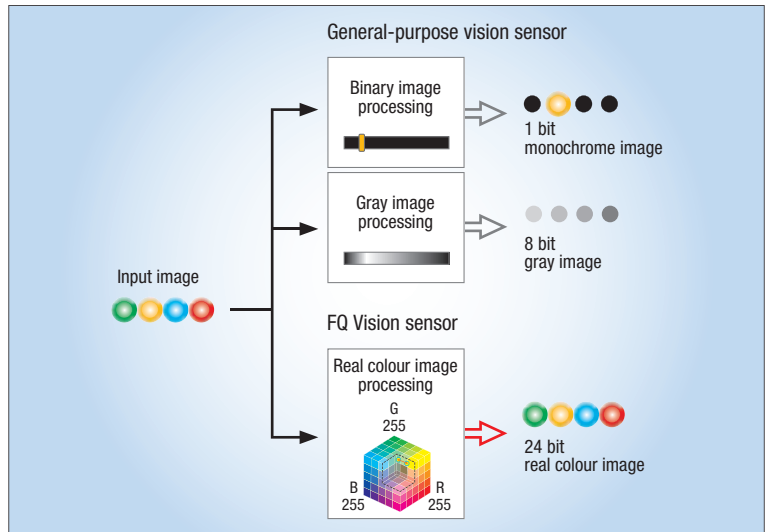 General-purpose vision sensor
Binary image
processing
1 bit
monochrome image
Gray image
processing
8 bit
gray image
Input image
FQ Vision sensor
Real colour image
processing
G
255
B
255
R
255
24 bit
real colour image